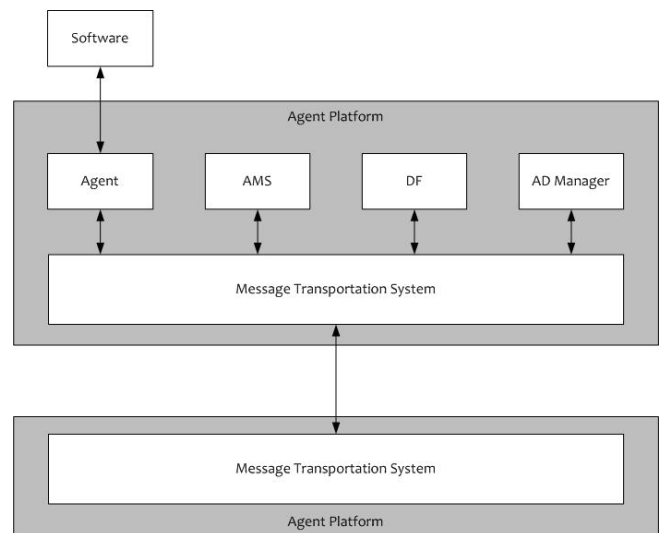 Software
Agent Platform
Agent
AMS
DF
AD Manager
Message Transportation System
Message Transportation System
Agent Platform